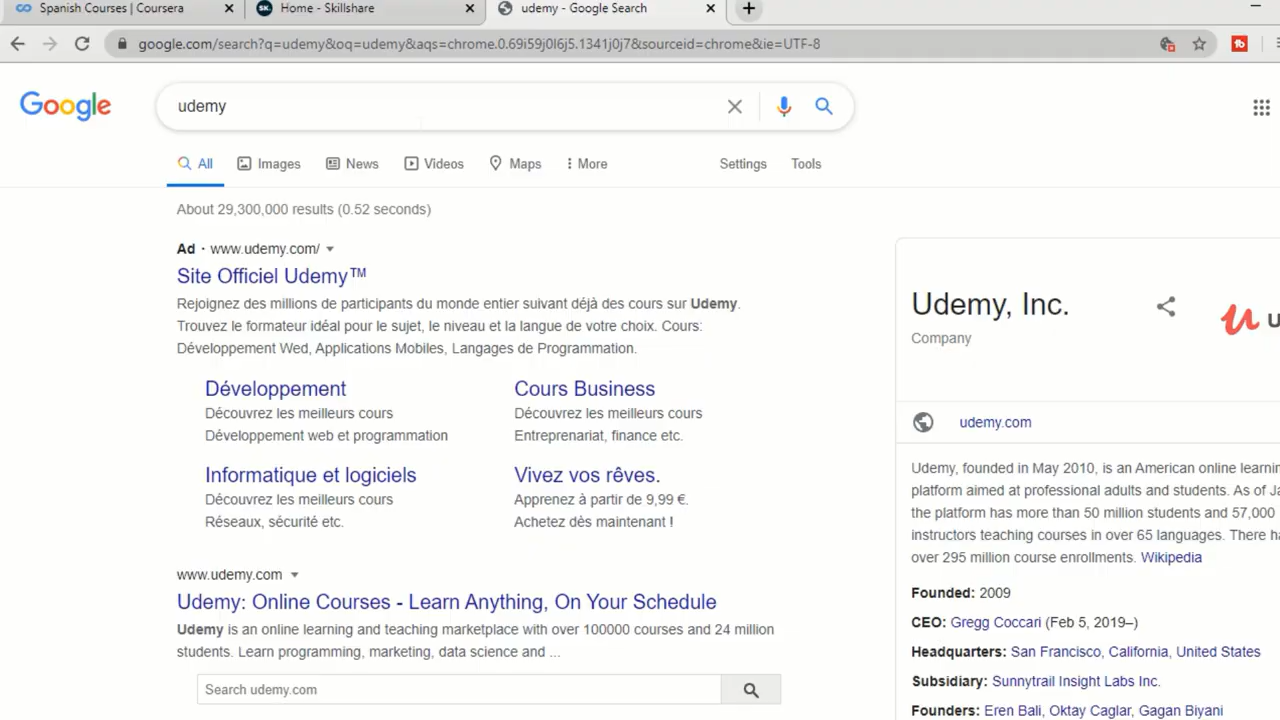 Spanish Courses | Coursera
SK.
Home - Skillshare
udemy - Google Search
google.com/search?q=udemy&oq=udemy&aqs=chrome.0.69i59j0l6j5.1341j0j7&sourceid=chrome&ie=UTF-8
Google
udemy
All Images News Videos Maps More Settings Tools
About 29,300,000 results (0.52 seconds)
Ad · www.udemy.com/
Site Officiel Udemy™
Rejoignez des millions de participants du monde entier suivant déjà des cours sur Udemy.
Trouvez le formateur idéal pour le sujet, le niveau et la langue de votre choix. Cours:
Développement Wed, Applications Mobiles, Langages de Programmation.
Développement
Découvrez les meilleurs cours
Développement web et programmation
Cours Business
Découvrez les meilleurs cours
Entreprenariat, finance etc.
Informatique et logiciels
Découvrez les meilleurs cours
Réseaux, sécurité etc.
Vivez vos rêves.
Apprenez à partir de 9,99 €.
Achetez dès maintenant !
www.udemy.com
Udemy: Online Courses - Learn Anything, On Your Schedule
Udemy is an online learning and teaching marketplace with over 100000 courses and 24 million
students. Learn programming, marketing, data science and ...
Search udemy.com
Udemy, Inc.
Company
udemy.com
Udemy, founded in May 2010, is an American online learnin
platform aimed at professional adults and students. As of Ja
the platform has more than 50 million students and 57,000
instructors teaching courses in over 65 languages. There ha
over 295 million course enrollments. Wikipedia
Founded: 2009
CEO: Gregg Coccari (Feb 5, 2019–)
Headquarters: San Francisco, California, United States
Subsidiary: Sunnytrail Insight Labs Inc.
Founders: Eren Bali, Oktay Caglar, Gagan Biyani